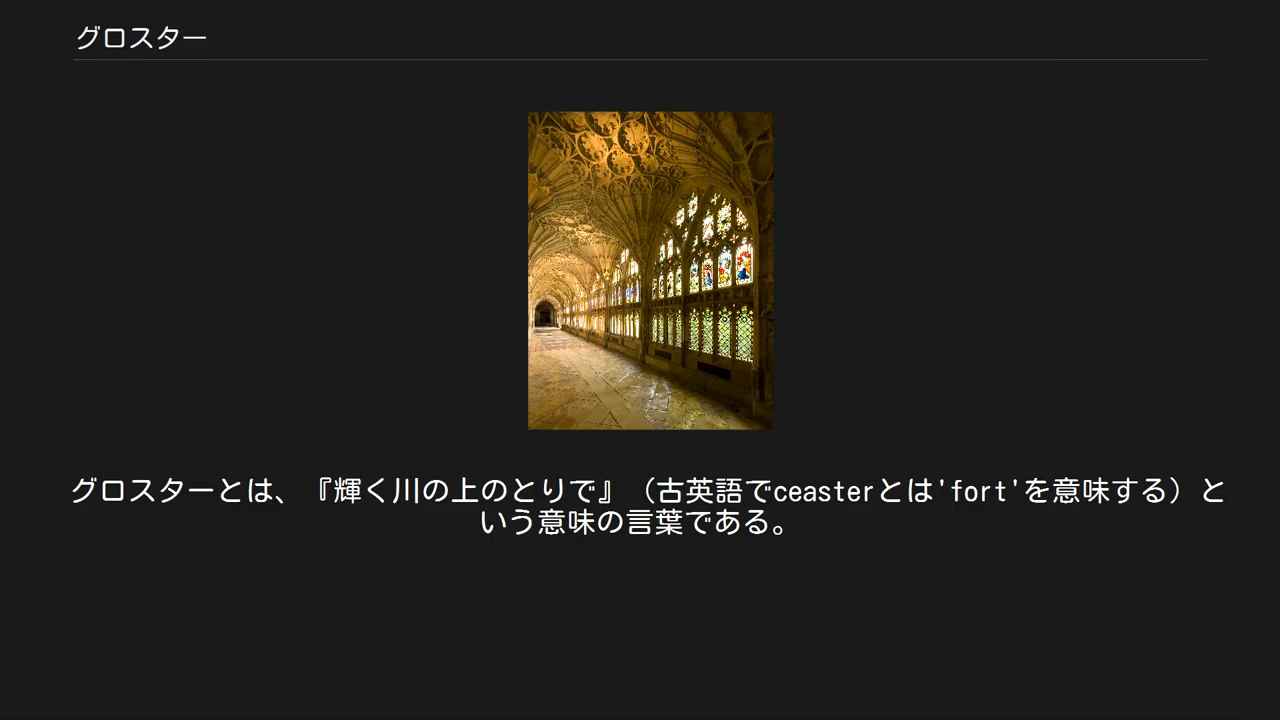 グロスター
グロスターとは、『輝く川の上のとりで』（古英語でceasterとは'fort'を意味する）と
いう意味の言葉である。